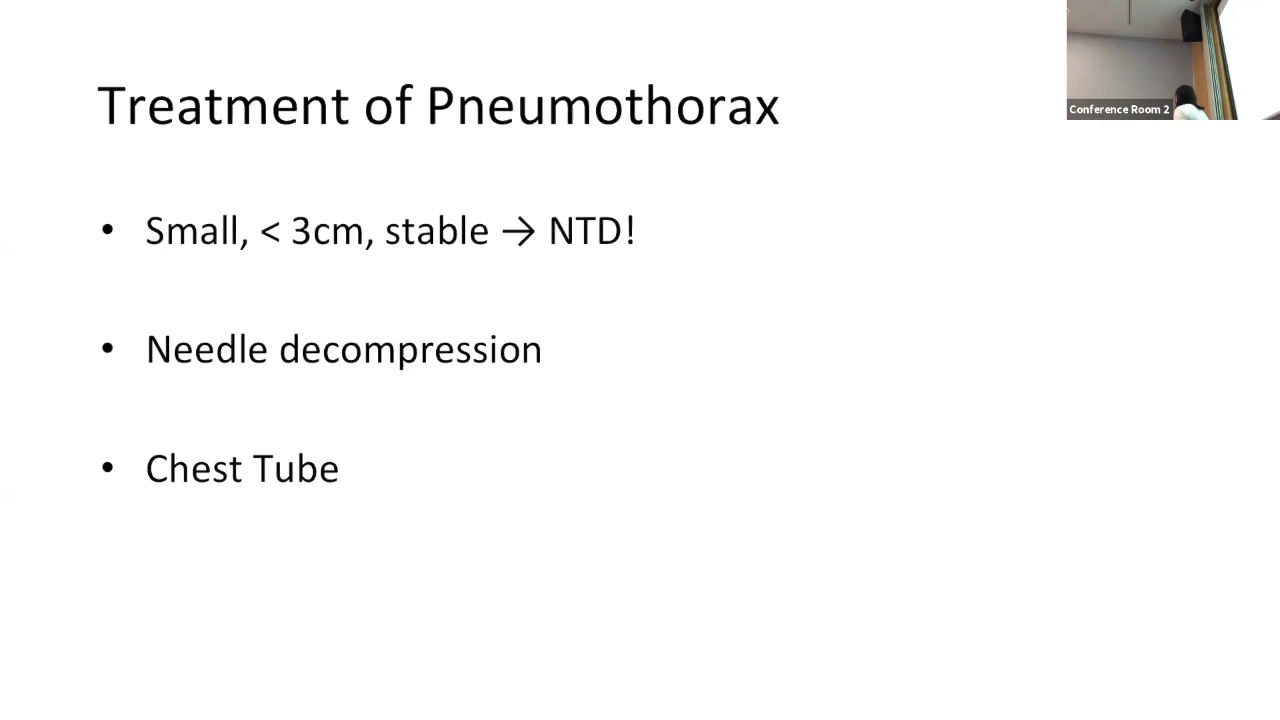 Treatment of Pneumothorax
Conference Room 2
• Small, < 3cm, stable → NTD!
• Needle decompression
• Chest Tube